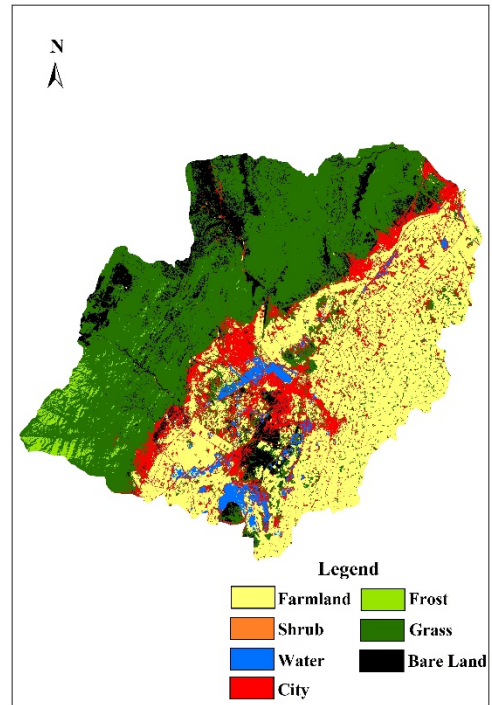 N
Legend
Farmland
Frost
Shrub
Grass
Water
Bare Land
City